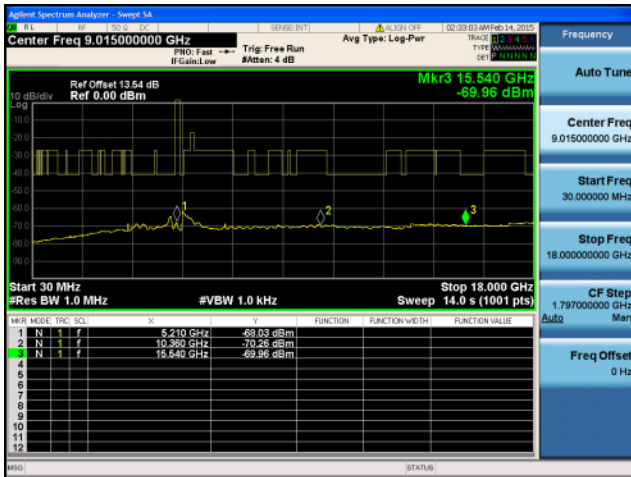 Agilent Spectrum Analyzer - Swept SA
RL RF 50 Ω DC SENSE:INT ALIGN OFF 02:33:03 AM Feb 14, 2015
Center Freq 9.015000000 GHz
PNO: Fast
IFGain:Low
Trig: Free Run
#Atten: 4 dB
Avg Type: Log-Pwr
TRACE 1 2 3 4 5 6
TYPE
DET P N N N N N
Frequency
Auto Tune
Center Freq
9.015000000 GHz
Start Freq
30.000000 MHz
Stop Freq
18.000000000 GHz
CF Step
1.797000000 GHz
Auto Man
Freq Offset
0 Hz
Mkr3 15.540 GHz
-69.96 dBm
Ref Offset 13.54 dB
10 dB/div Ref 0.00 dBm
Log
-10.0
-20.0
-30.0
-40.0
-50.0
-60.0
-70.0
-80.0
-90.0
1
2
3
Start 30 MHz Stop 18.000 GHz
#Res BW 1.0 MHz #VBW 1.0 kHz Sweep 14.0 s (1001 pts)
MKR MODE TRC SCL X Y FUNCTION FUNCTION WIDTH FUNCTION VALUE
1 N 1 f 5.210 GHz -68.03 dBm
2 N 1 f 10.360 GHz -70.26 dBm
3 N 1 f 15.540 GHz -69.96 dBm
4
5
6
7
8
9
10
11
12
MSG STATUS